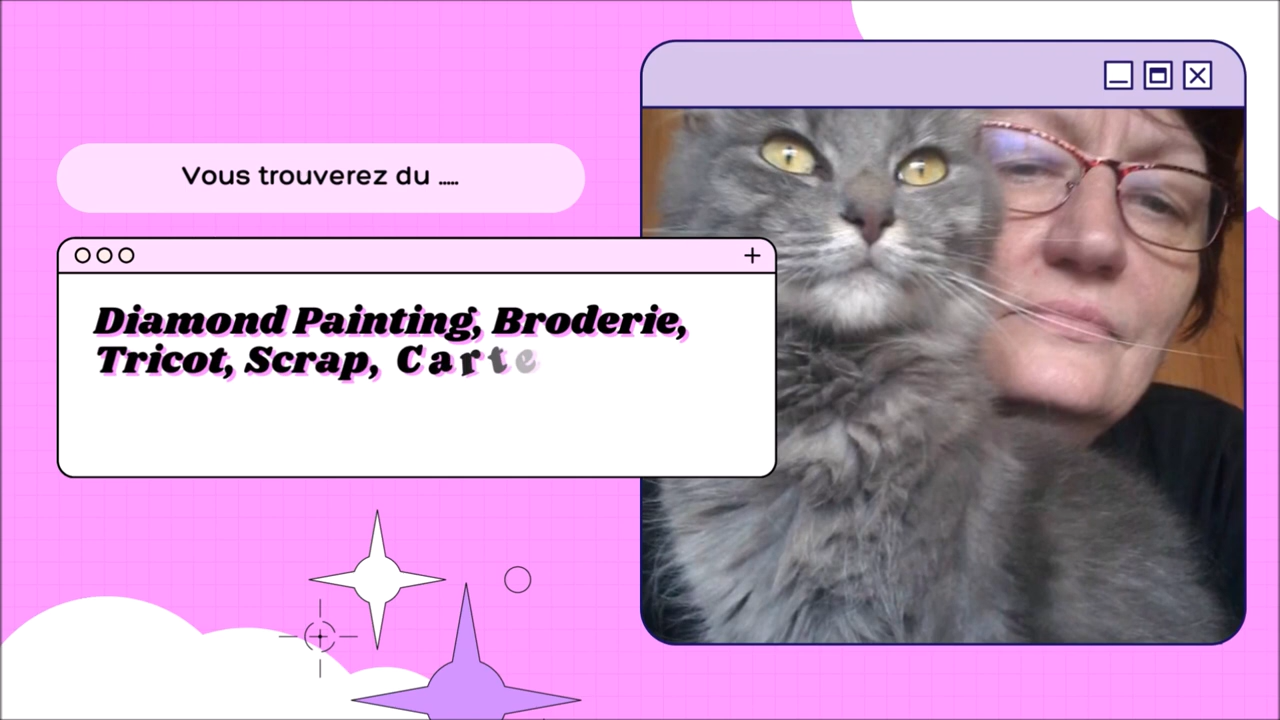 Vous trouverez du .....
Diamond Painting, Broderie,
Tricot, Scrap, Carte